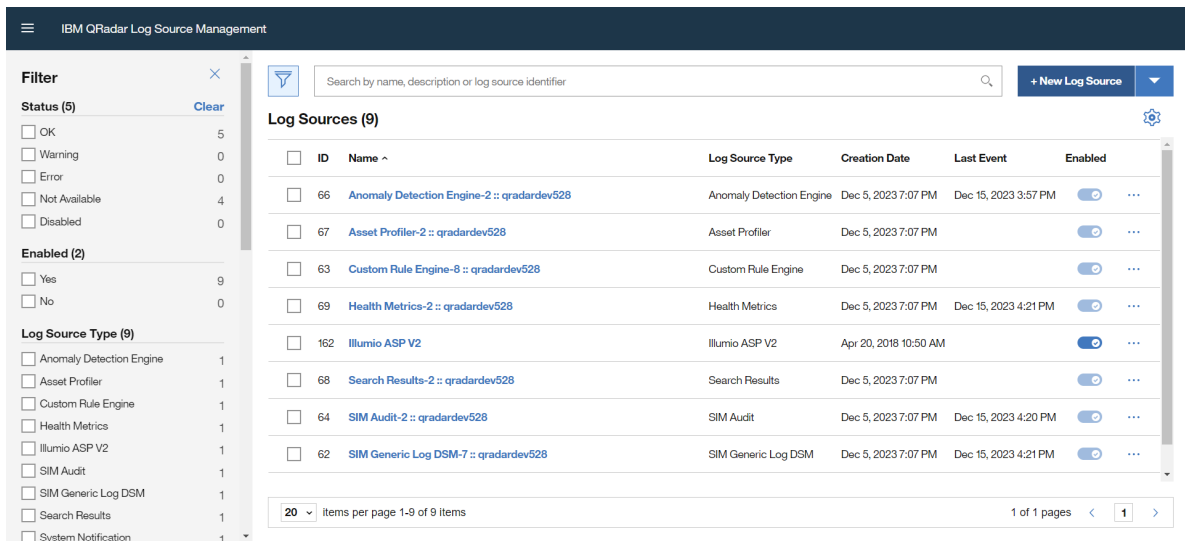 IBM QRadar Log Source Management
Filter
Status (5) Clear
OK 5
Warning 0
Error 0
Not Available 4
Disabled 0
Enabled (2)
Yes 9
No 0
Log Source Type (9)
Anomaly Detection Engine 1
Asset Profiler 1
Custom Rule Engine 1
Health Metrics 1
Illumio ASP V2 1
SIM Audit 1
SIM Generic Log DSM 1
Search Results 1
System Notification 1
Search by name, description or log source identifier
+ New Log Source
Log Sources (9)
ID Name Log Source Type Creation Date Last Event Enabled
66 Anomaly Detection Engine-2 :: qradardev528 Anomaly Detection Engine Dec 5, 2023 7:07 PM Dec 15, 2023 3:57 PM
67 Asset Profiler-2 :: qradardev528 Asset Profiler Dec 5, 2023 7:07 PM
63 Custom Rule Engine-8 :: qradardev528 Custom Rule Engine Dec 5, 2023 7:07 PM
69 Health Metrics-2 :: qradardev528 Health Metrics Dec 5, 2023 7:07 PM Dec 15, 2023 4:21 PM
162 Illumio ASP V2 Illumio ASP V2 Apr 20, 2018 10:50 AM
68 Search Results-2 :: qradardev528 Search Results Dec 5, 2023 7:07 PM
64 SIM Audit-2 :: qradardev528 SIM Audit Dec 5, 2023 7:07 PM Dec 15, 2023 4:20 PM
62 SIM Generic Log DSM-7 :: qradardev528 SIM Generic Log DSM Dec 5, 2023 7:07 PM Dec 15, 2023 4:21 PM
20 items per page 1-9 of 9 items
1 of 1 pages 1